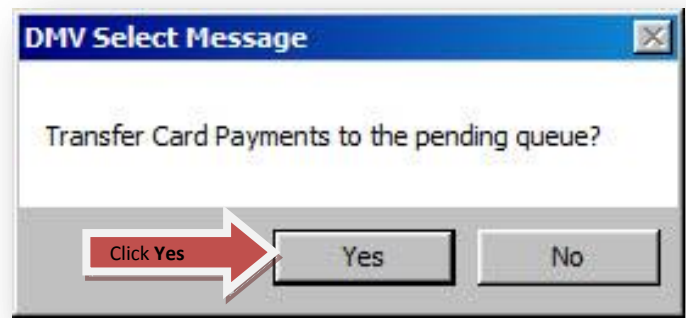 DMV Select Message
Transfer Card Payments to the pending queue?
Click Yes
Yes
No